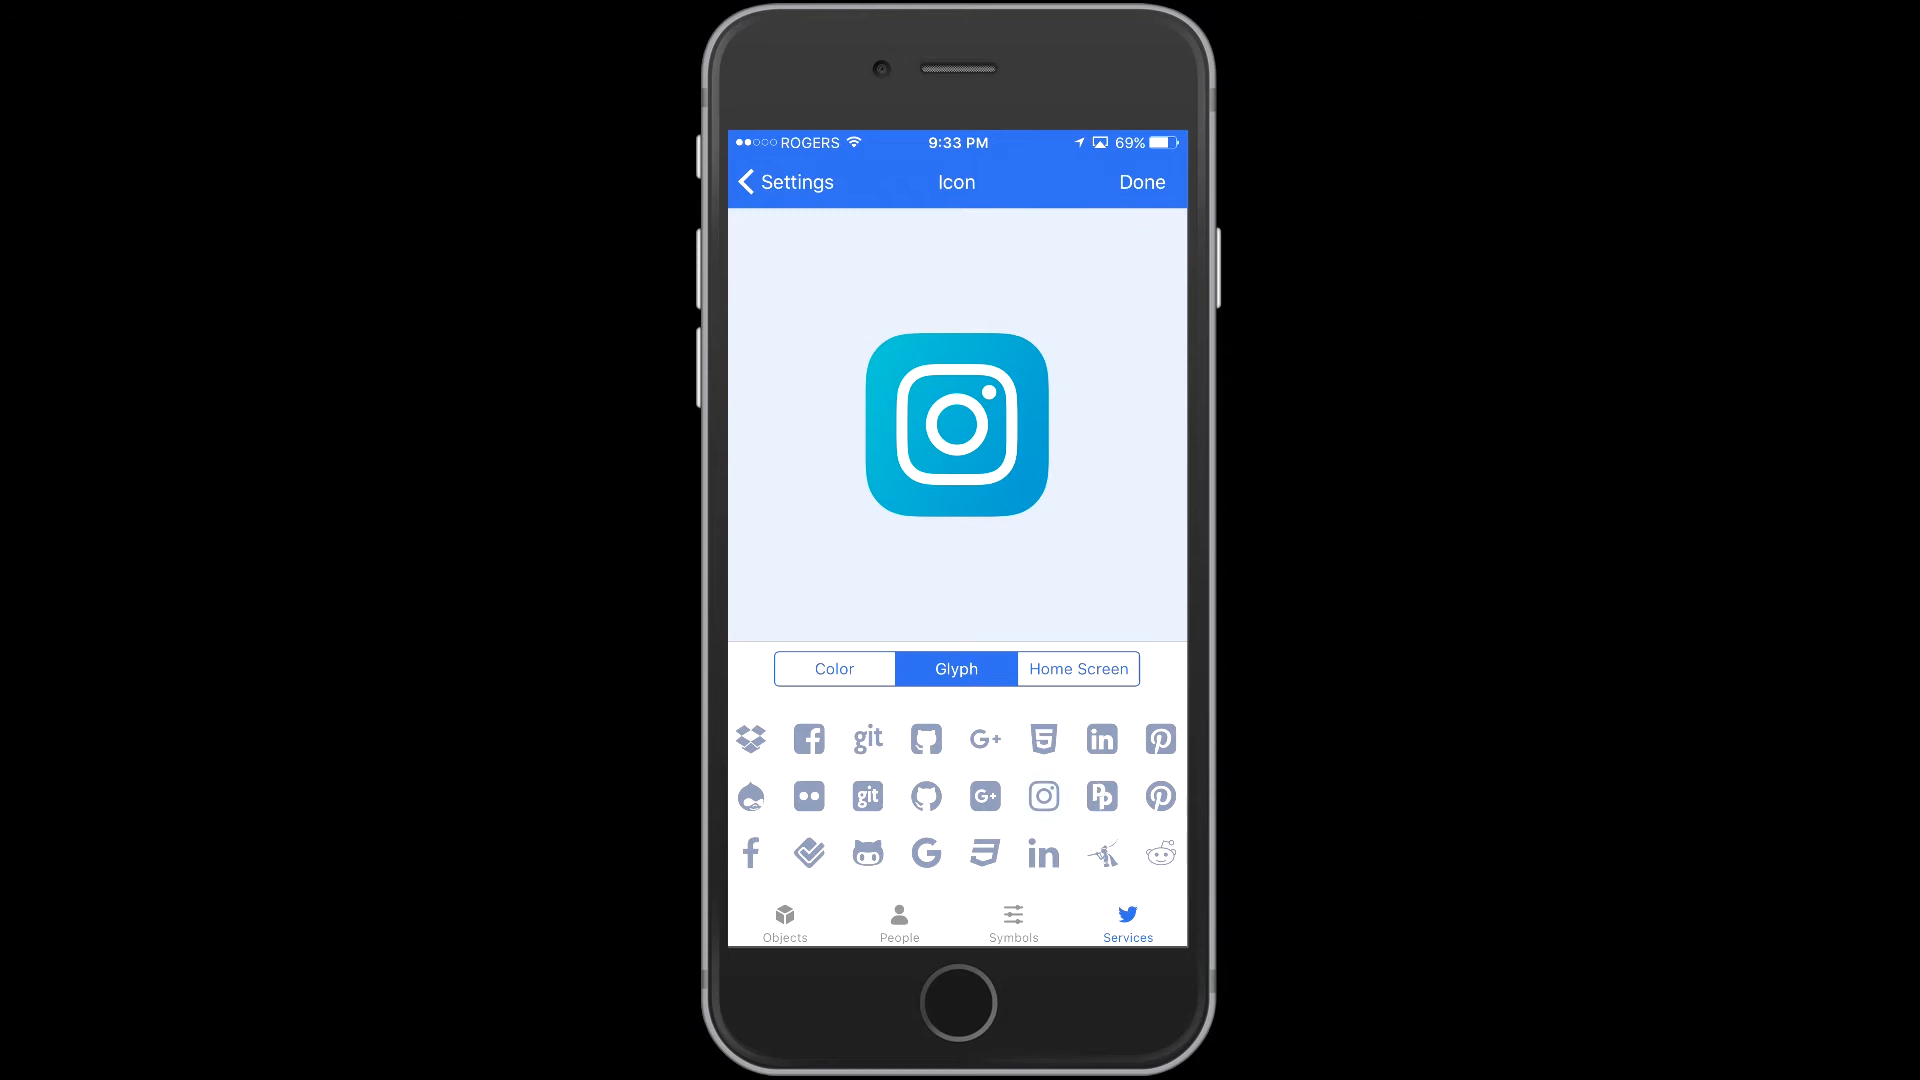 ROGERS 9:33 PM 69%
Settings Icon Done
Color Glyph Home Screen
git G+
git G+
Objects People Symbols Services